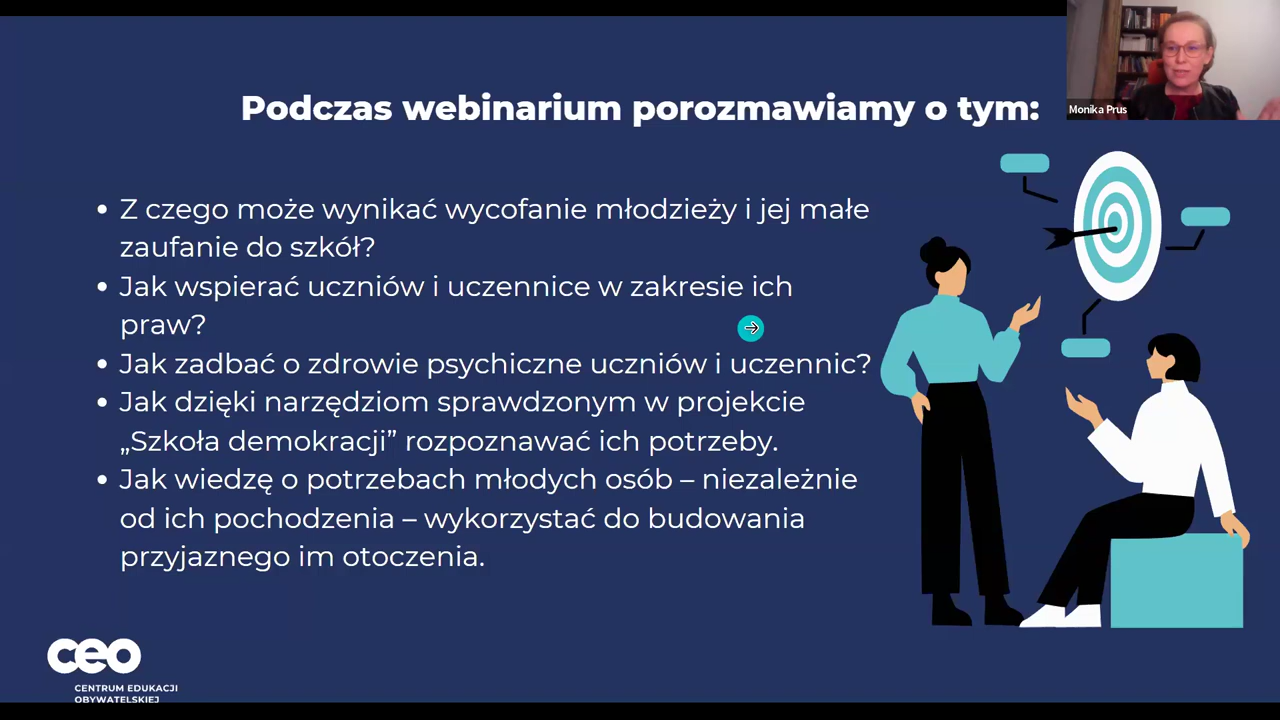 Monika Prus
Podczas webinarium porozmawiamy o tym:
• Z czego może wynikać wycofanie młodzieży i jej małe
zaufanie do szkół?
• Jak wspierać uczniów i uczennice w zakresie ich
praw?
• Jak zadbać o zdrowie psychiczne uczniów i uczennic?
• Jak dzięki narzędziom sprawdzonym w projekcie
„Szkoła demokracji” rozpoznawać ich potrzeby.
• Jak wiedzę o potrzebach młodych osób – niezależnie
od ich pochodzenia – wykorzystać do budowania
przyjaznego im otoczenia.
ceo
CENTRUM EDUKACJI
OBYWATELSKIEJ